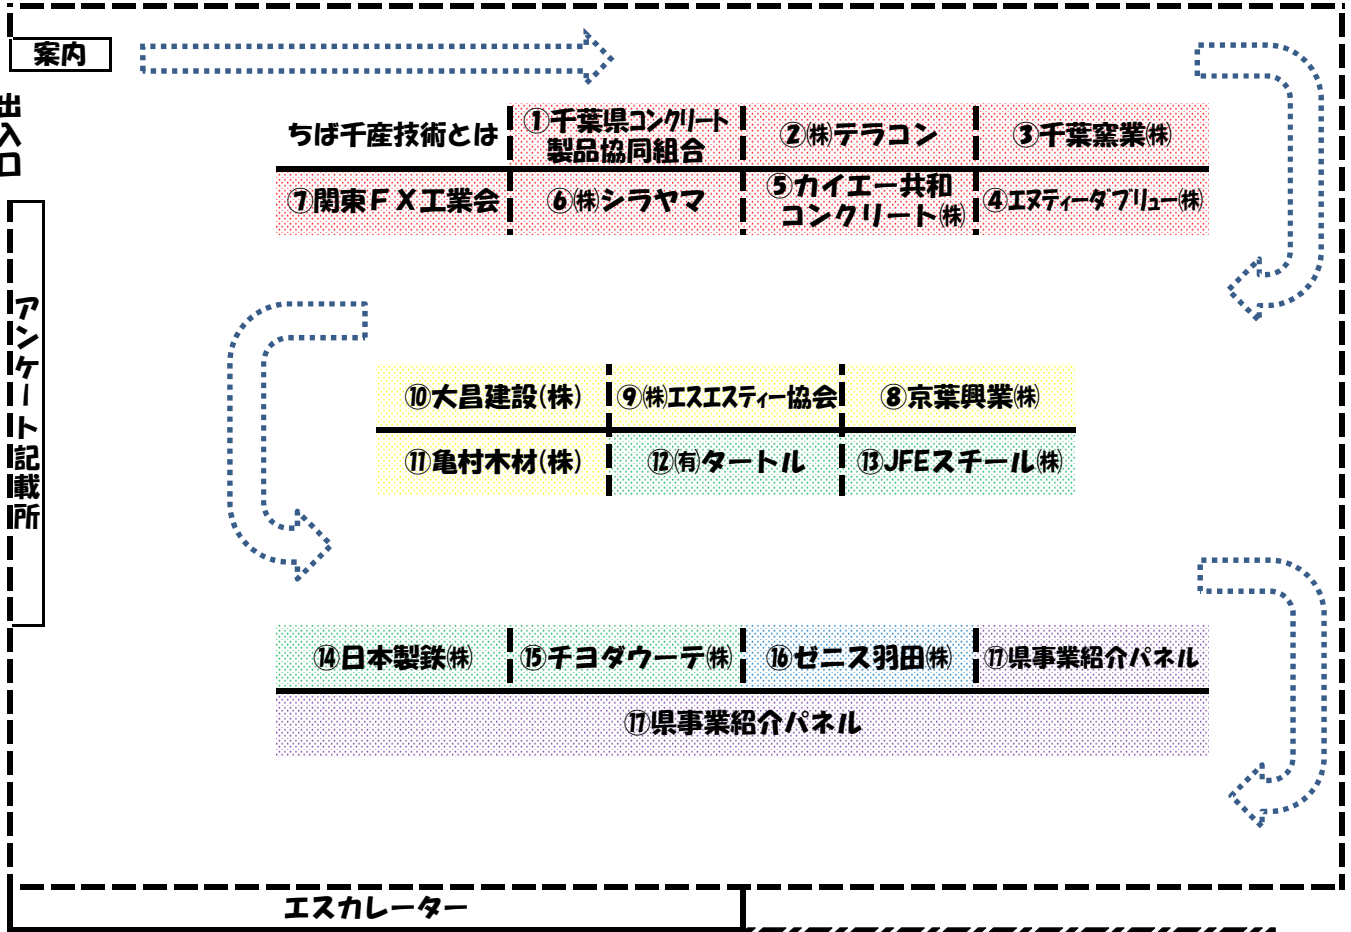 案内
出入口
ちば千産技術とは
①千葉県コンクリート
製品協同組合
②㈱テラコン
③千葉窯業㈱
⑦関東ＦＸ工業会
⑥㈱シラヤマ
⑤カイエー共和
コンクリート㈱
④エヌティーダブリュー㈱
アンケート記載所
⑩大昌建設(株)
⑨㈱エスエスティー協会
⑧京葉興業㈱
⑪亀村木材(株)
⑫㈲タートル
⑬JFEスチール㈱
⑭日本製鉄㈱
⑮チヨダウーテ㈱
⑯ゼニス羽田㈱
⑰県事業紹介パネル
⑰県事業紹介パネル
エスカレーター